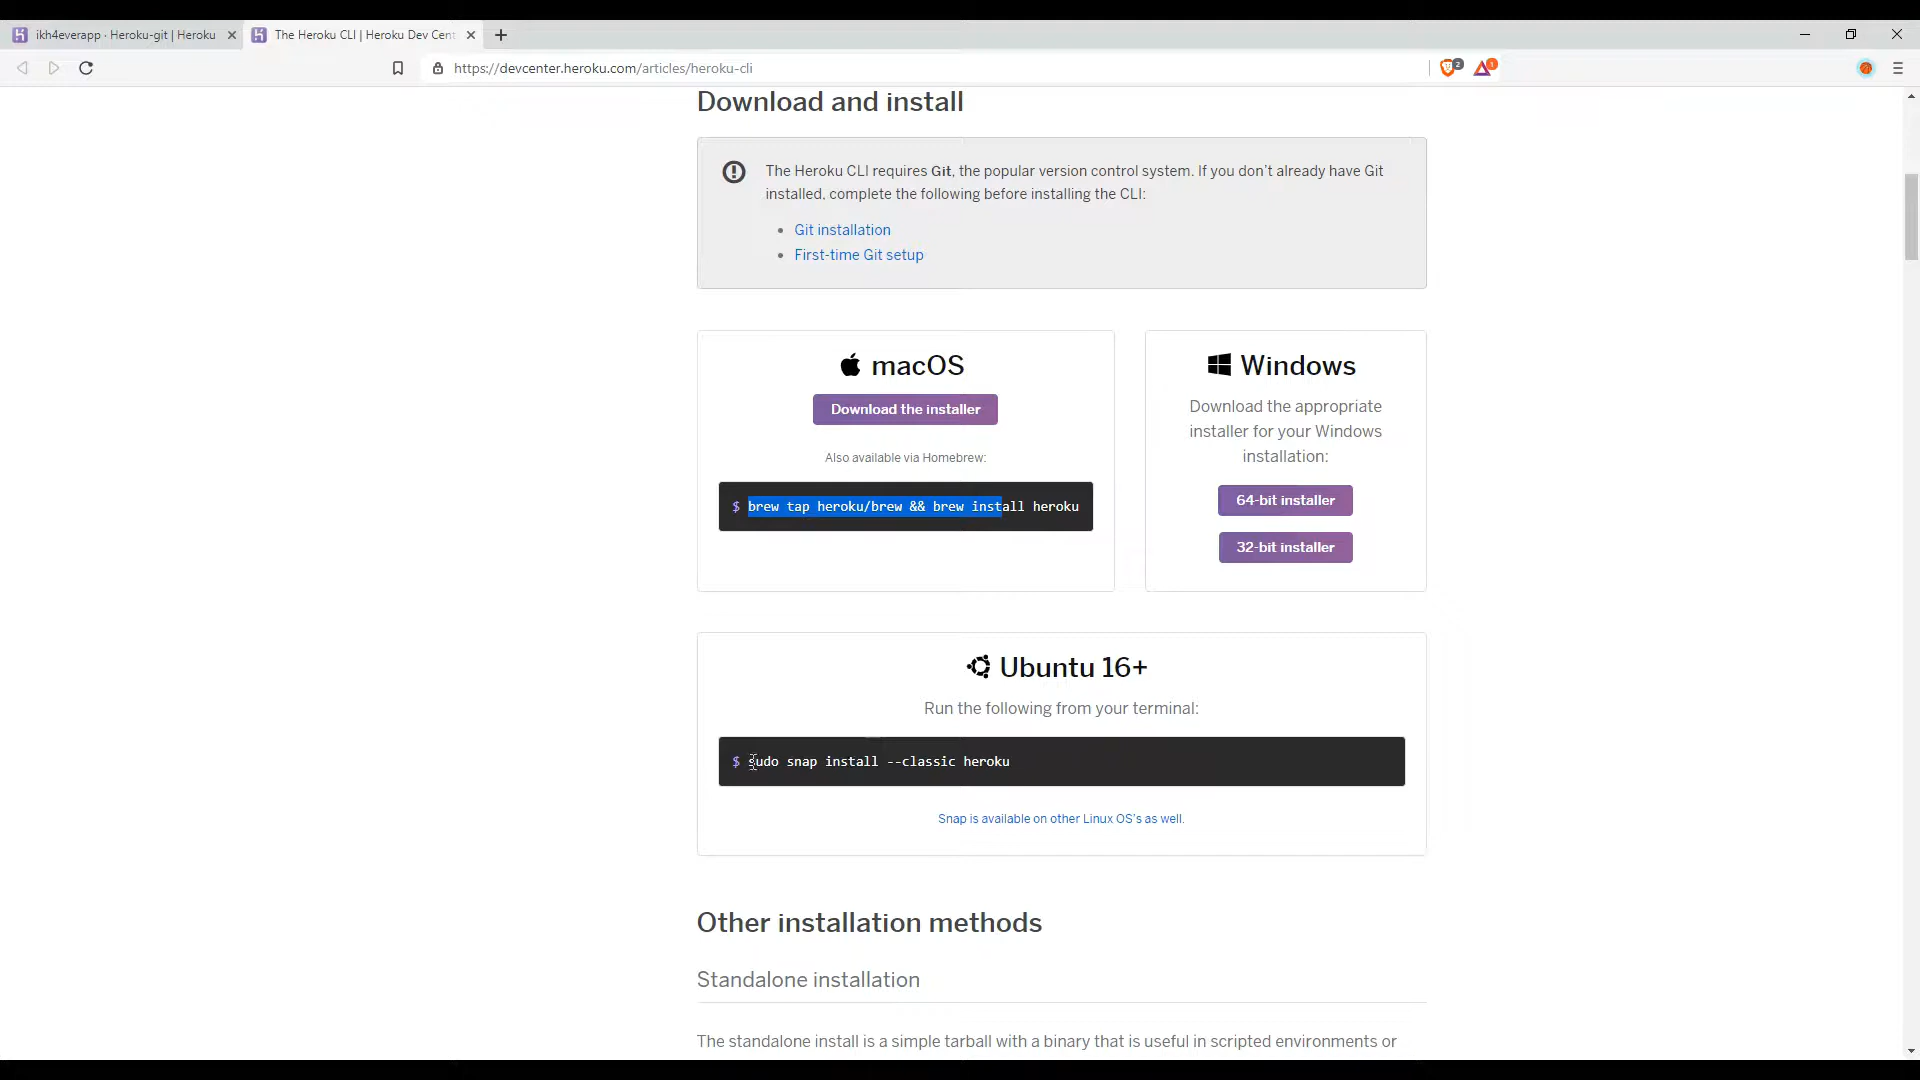 ikh4everapp · Heroku-git | Heroku
The Heroku CLI | Heroku Dev Cent
https://devcenter.heroku.com/articles/heroku-cli
2
1
Download and install
The Heroku CLI requires Git, the popular version control system. If you don't already have Git
installed, complete the following before installing the CLI:
Git installation
First-time Git setup
macOS
Download the installer
Also available via Homebrew:
$ brew tap heroku/brew && brew install heroku
Windows
Download the appropriate
installer for your Windows
installation:
64-bit installer
32-bit installer
Ubuntu 16+
Run the following from your terminal:
$ sudo snap install --classic heroku
Snap is available on other Linux OS's as well.
Other installation methods
Standalone installation
The standalone install is a simple tarball with a binary that is useful in scripted environments or